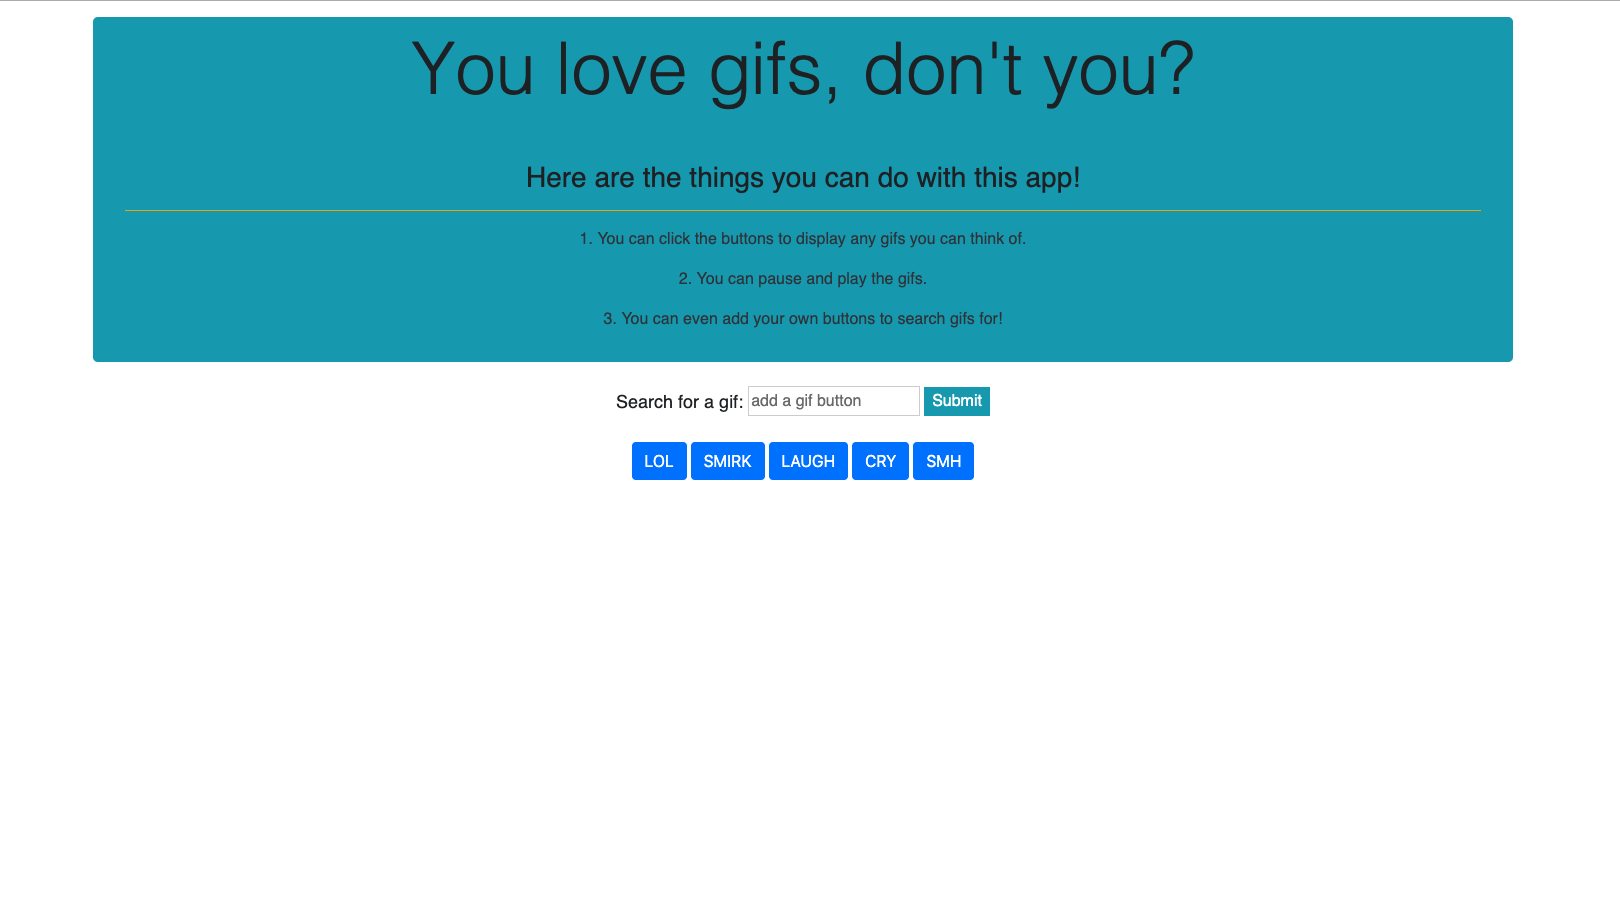 You love gifs, don't you?
Here are the things you can do with this app!
1. You can click the buttons to display any gifs you can think of.
2. You can pause and play the gifs.
3. You can even add your own buttons to search gifs for!
Search for a gif: add a gif button Submit
LOL SMIRK LAUGH CRY SMH